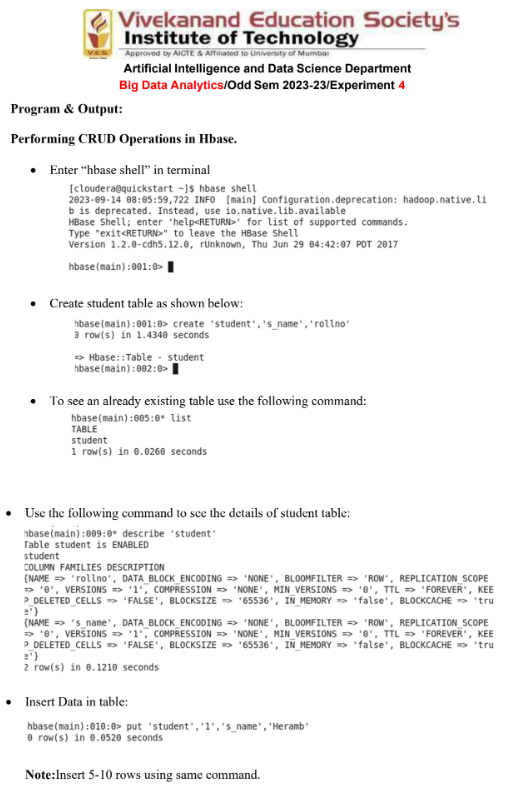 Vivekanand Education Society's
Institute of Technology
V.E.S.
Approved by AICTE & Affiliated to University of Mumbai
Artificial Intelligence and Data Science Department
Big Data Analytics/Odd Sem 2023-23/Experiment 4
Program & Output:
Performing CRUD Operations in Hbase.
• Enter “hbase shell” in terminal
[cloudera@quickstart ~]$ hbase shell
2023-09-14 08:05:59,722 INFO [main] Configuration.deprecation: hadoop.native.li
b is deprecated. Instead, use io.native.lib.available
HBase Shell; enter 'help<RETURN>' for list of supported commands.
Type "exit<RETURN>" to leave the HBase Shell
Version 1.2.0-cdh5.12.0, rUnknown, Thu Jun 29 04:42:07 PDT 2017
hbase(main):001:0>
• Create student table as shown below:
hbase(main):001:0> create 'student','s_name','rollno'
0 row(s) in 1.4340 seconds
=> Hbase::Table - student
hbase(main):002:0>
• To see an already existing table use the following command:
hbase(main):005:0* list
TABLE
student
1 row(s) in 0.0260 seconds
• Use the following command to see the details of student table:
hbase(main):009:0* describe 'student'
Table student is ENABLED
student
COLUMN FAMILIES DESCRIPTION
{NAME => 'rollno', DATA_BLOCK_ENCODING => 'NONE', BLOOMFILTER => 'ROW', REPLICATION_SCOPE
=> '0', VERSIONS => '1', COMPRESSION => 'NONE', MIN_VERSIONS => '0', TTL => 'FOREVER', KEE
P_DELETED_CELLS => 'FALSE', BLOCKSIZE => '65536', IN_MEMORY => 'false', BLOCKCACHE => 'tru
e'}
{NAME => 's_name', DATA_BLOCK_ENCODING => 'NONE', BLOOMFILTER => 'ROW', REPLICATION_SCOPE
=> '0', VERSIONS => '1', COMPRESSION => 'NONE', MIN_VERSIONS => '0', TTL => 'FOREVER', KEE
P_DELETED_CELLS => 'FALSE', BLOCKSIZE => '65536', IN_MEMORY => 'false', BLOCKCACHE => 'tru
e'}
2 row(s) in 0.1210 seconds
• Insert Data in table:
hbase(main):010:0> put 'student','1','s_name','Heramb'
0 row(s) in 0.0520 seconds
Note:Insert 5-10 rows using same command.